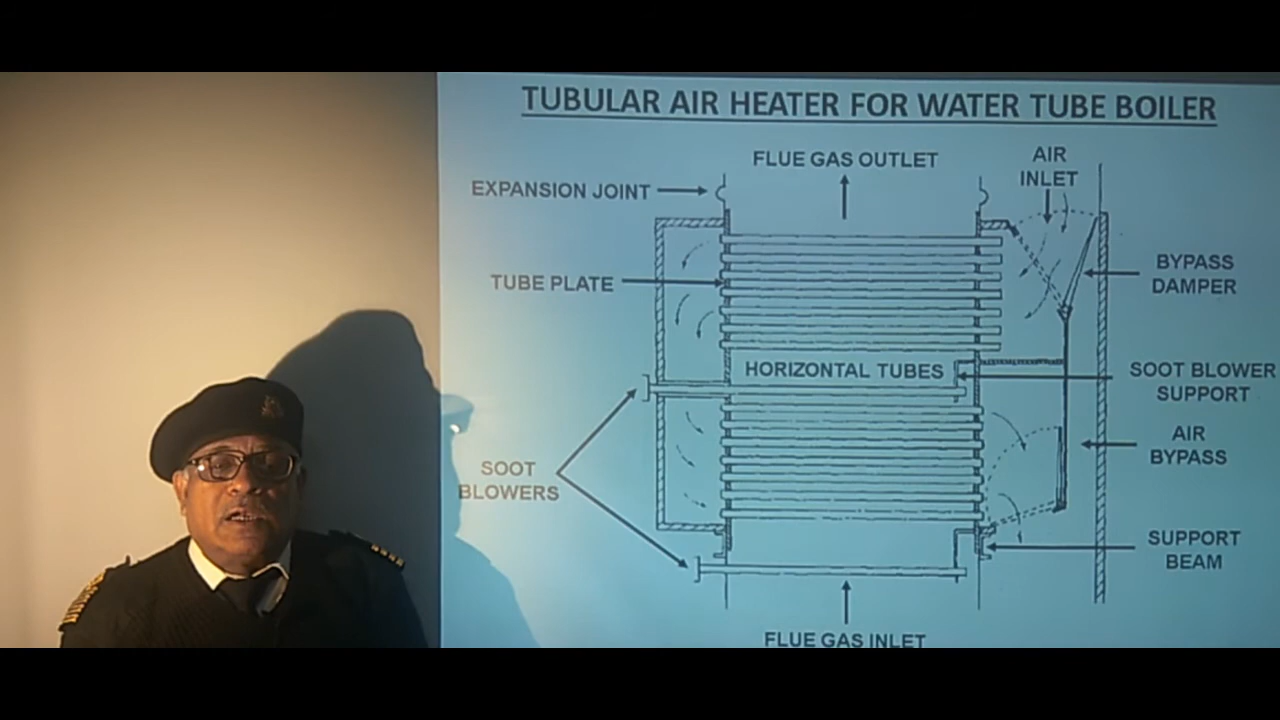 TUBULAR AIR HEATER FOR WATER TUBE BOILER
FLUE GAS OUTLET
AIR
INLET
EXPANSION JOINT
TUBE PLATE
BYPASS
DAMPER
HORIZONTAL TUBES
SOOT BLOWER
SUPPORT
AIR
BYPASS
SOOT
BLOWERS
SUPPORT
BEAM
FLUE GAS INLET